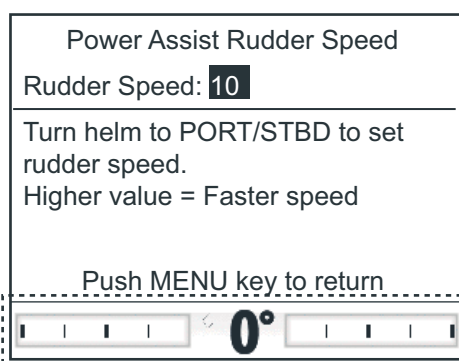 Power Assist Rudder Speed
Rudder Speed: 10
Turn helm to PORT/STBD to set
rudder speed.
Higher value = Faster speed
Push MENU key to return
0°